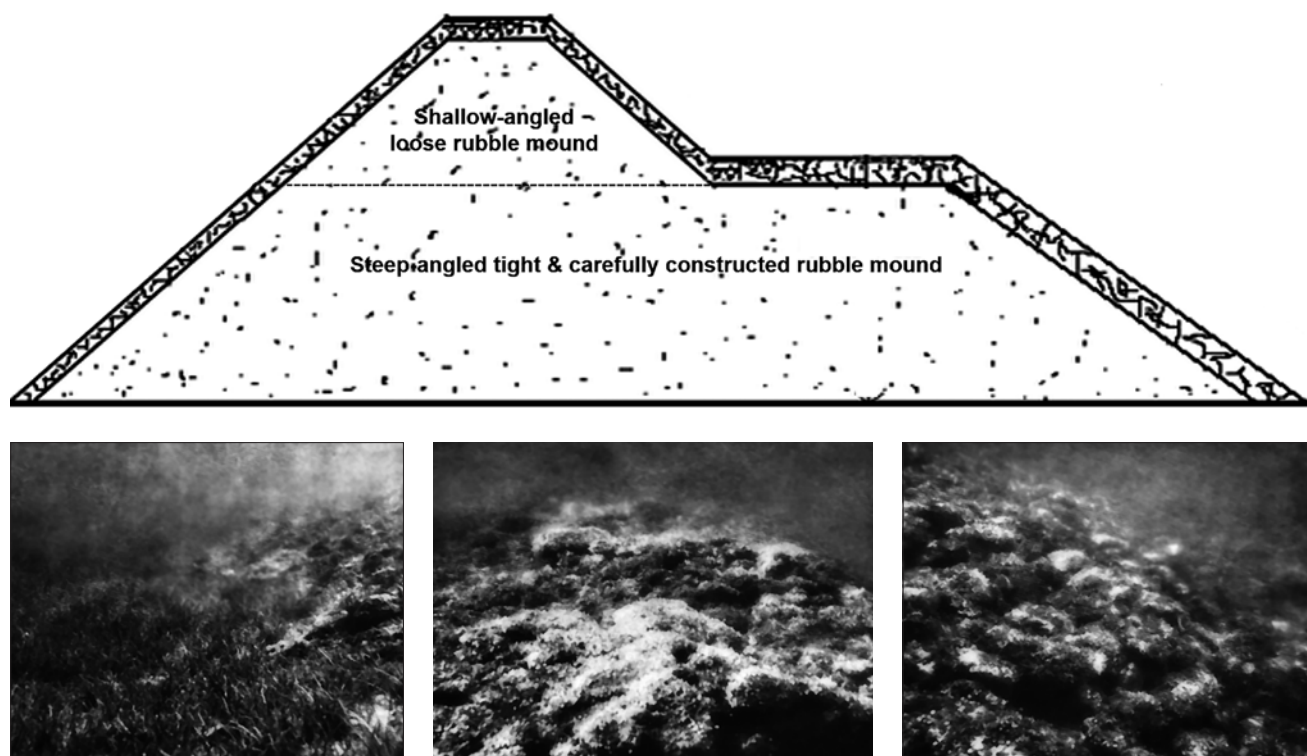 Shallow-angled
loose rubble mound
Steep-angled tight & carefully constructed rubble mound